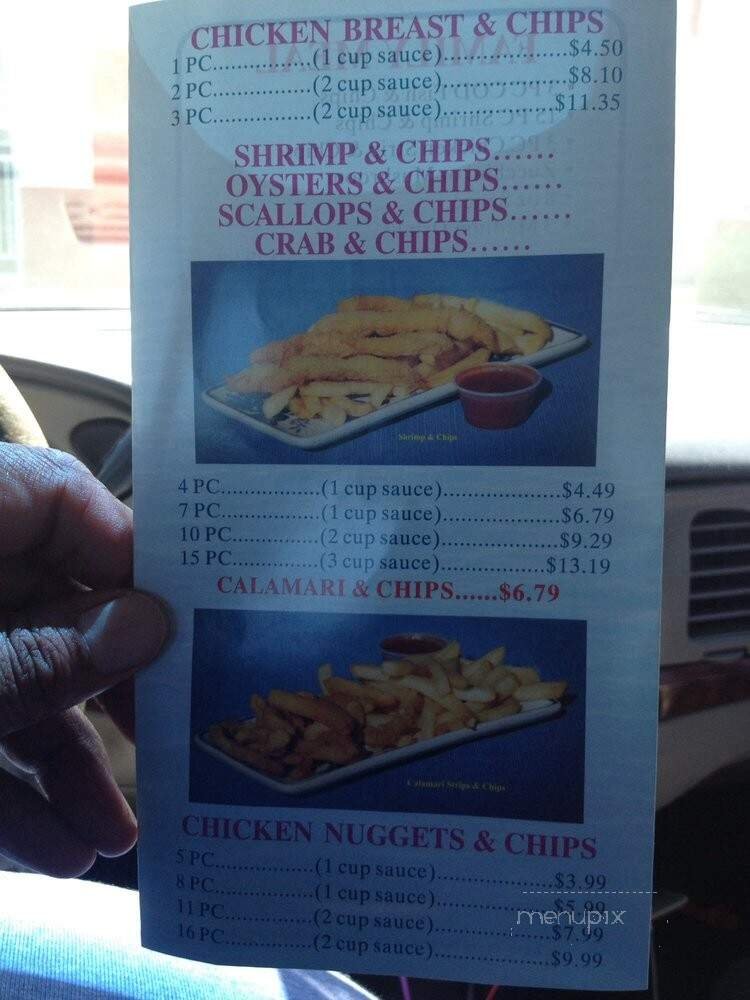 CHICKEN BREAST & CHIPS
1 PC................(1 cup sauce)....................$4.50
2 PC................(2 cup sauce)....................$8.10
3 PC................(2 cup sauce)..................$11.35
SHRIMP & CHIPS......
OYSTERS & CHIPS......
SCALLOPS & CHIPS......
CRAB & CHIPS......
Shrimp & Chips
4 PC................(1 cup sauce)...................$4.49
7 PC................(1 cup sauce)...................$6.79
10 PC..............(2 cup sauce)...................$9.29
15 PC..............(3 cup sauce).................$13.19
CALAMARI & CHIPS......$6.79
Calamari Strips & Chips
CHICKEN NUGGETS & CHIPS
5 PC................(1 cup sauce)...................$3.99
8 PC................(1 cup sauce)...................$5.99
11 PC..............(2 cup sauce)...................$7.99
16 PC..............(2 cup sauce)...................$9.99
menupix